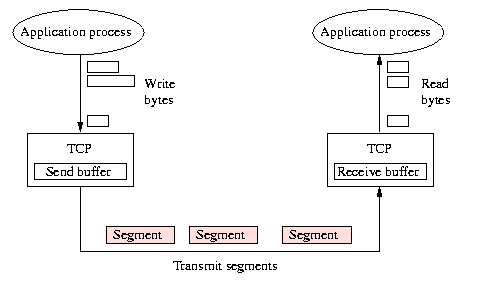 Application process
Application process
Write
bytes
Read
bytes
TCP
Send buffer
TCP
Receive buffer
Segment
Segment
Segment
Transmit segments